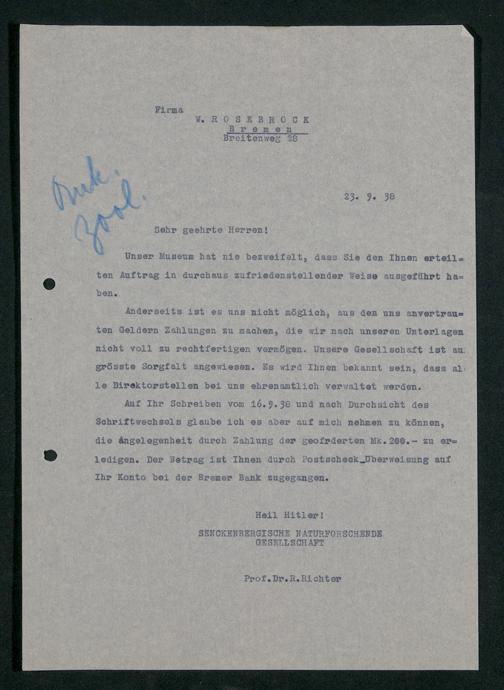 Firma
W. ROSEBROCK
Bremen
Breitenweg 28
zool.
23. 9. 38
Sehr geehrte Herren!
Unser Museum hat nie bezweifelt, dass Sie den Ihnen erteil=
ten Auftrag in durchaus zufriedenstellender Weise ausgeführt ha=
ben.
Anderseits ist es uns nicht möglich, aus den uns anvertrau=
ten Geldern Zahlungen zu machen, die wir nach unseren Unterlagen
nicht voll zu rechtfertigen vermögen. Unsere Gesellschaft ist au
grösste Sorgfalt angewiesen. Es wird Ihnen bekannt sein, dass al
le Direktorstellen bei uns ehrenamtlich verwaltet werden.
Auf Ihr Schreiben vom 16.9.38 und nach Durchsicht des
Schriftwechsels glaube ich es aber auf mich nehmen zu können,
die Angelegenheit durch Zahlung der geofrderten Mk.200.- zu er=
ledigen. Der Betrag ist Ihnen durch Postscheck_Überweisung auf
Ihr Konto bei der Bremer Bank zugegangen.
Heil Hitler!
SENCKENBERGISCHE NATURFORSCHENDE
GESELLSCHAFT
Prof.Dr.R.Richter